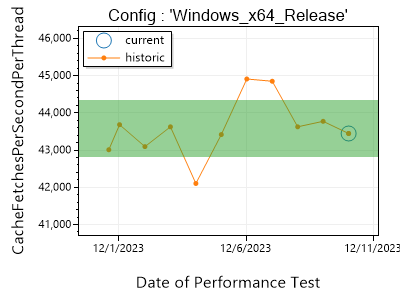 Config : 'Windows_x64_Release'
current
historic
CacheFetchesPerSecondPerThread
46,000
45,000
44,000
43,000
42,000
41,000
12/1/2023
12/6/2023
12/11/2023
Date of Performance Test